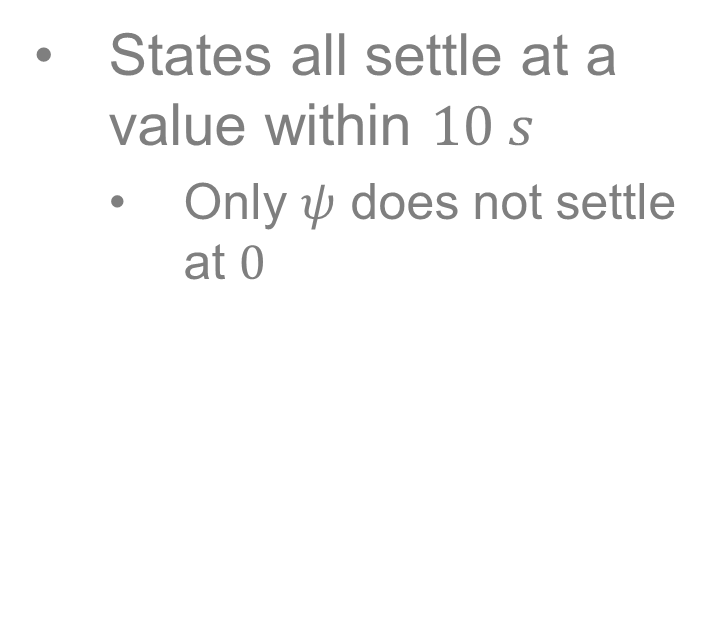 • States all settle at a
value within 10 s
• Only ψ does not settle
at 0